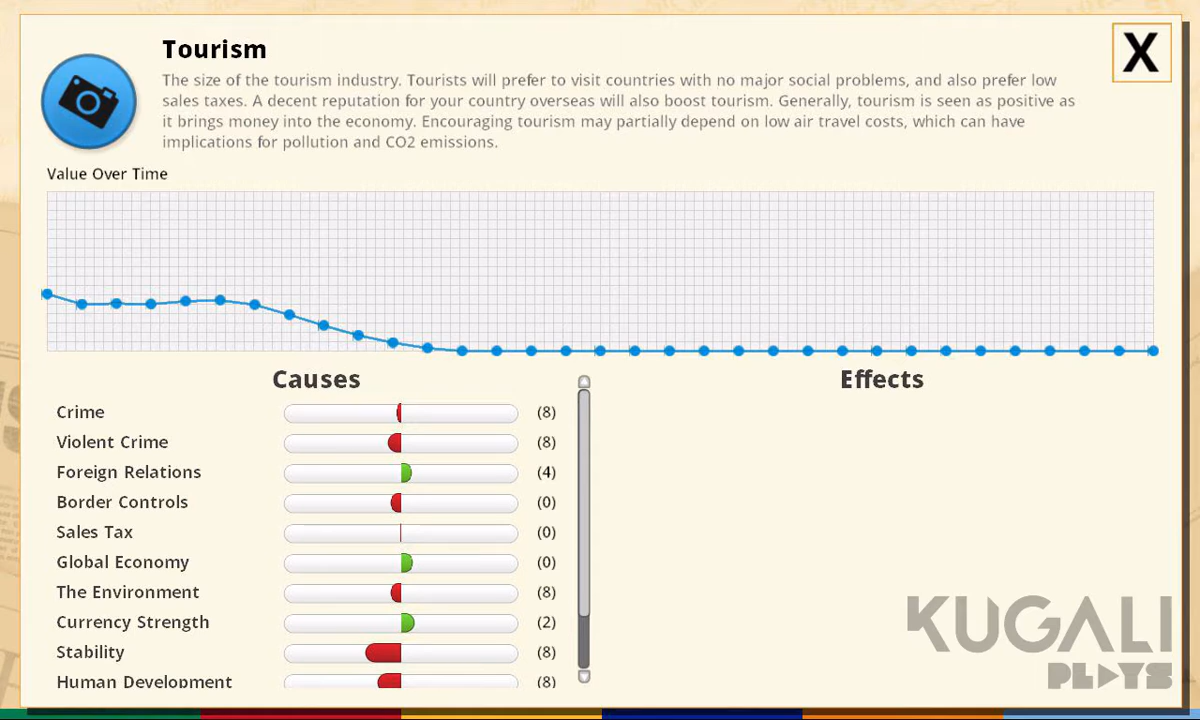 Tourism
X
The size of the tourism industry. Tourists will prefer to visit countries with no major social problems, and also prefer low
sales taxes. A decent reputation for your country overseas will also boost tourism. Generally, tourism is seen as positive as
it brings money into the economy. Encouraging tourism may partially depend on low air travel costs, which can have
implications for pollution and CO2 emissions.
Value Over Time
Causes
Effects
Crime (8)
Violent Crime (8)
Foreign Relations (4)
Border Controls (0)
Sales Tax (0)
Global Economy (0)
The Environment (8)
Currency Strength (2)
Stability (8)
Human Development (8)
KUGALI
PLAYS